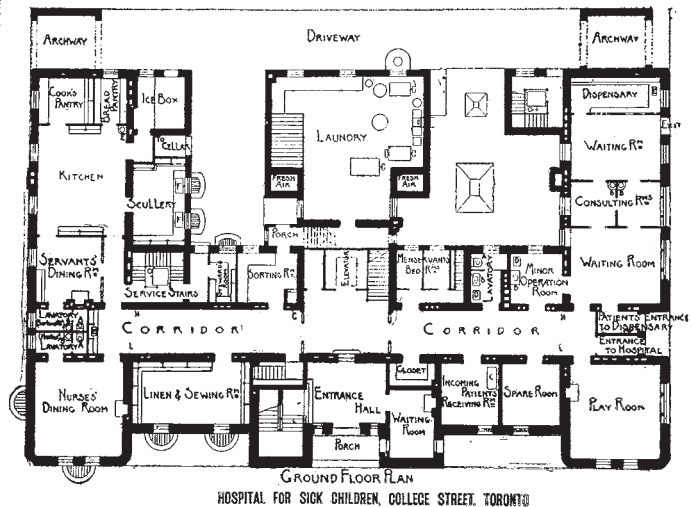 DRIVEWAY
ARCHWAY
ARCHWAY
COOK'S
PANTRY
BREAD
PANTRY
ICE BOX
TO
CELLAR
KITCHEN
SCULLERY
LAUNDRY
FRESH
AIR
FRESH
AIR
DISPENSARY
EXIT
WAITING RM
CONSULTING RMS
WAITING ROOM
PORCH
SERVANTS'
DINING RM
SERVICE STAIRS
SORTING RM
ELEVATOR
MENSERVANTS
BED RMS
LAVATORY
MINOR
OPERATION
ROOM
LAVATORY
LAVATORY
CORRIDOR
CORRIDOR
PATIENTS' ENTRANCE
TO DISPENSARY
ENTRANCE
TO HOSPITAL
NURSES'
DINING ROOM
LINEN & SEWING RM
ENTRANCE
HALL
PORCH
CLOSET
WAITING
ROOM
INCOMING
PATIENTS
RECEIVING RM
SPARE ROOM
PLAY ROOM
GROUND FLOOR PLAN
HOSPITAL FOR SICK CHILDREN, COLLEGE STREET, TORONTO